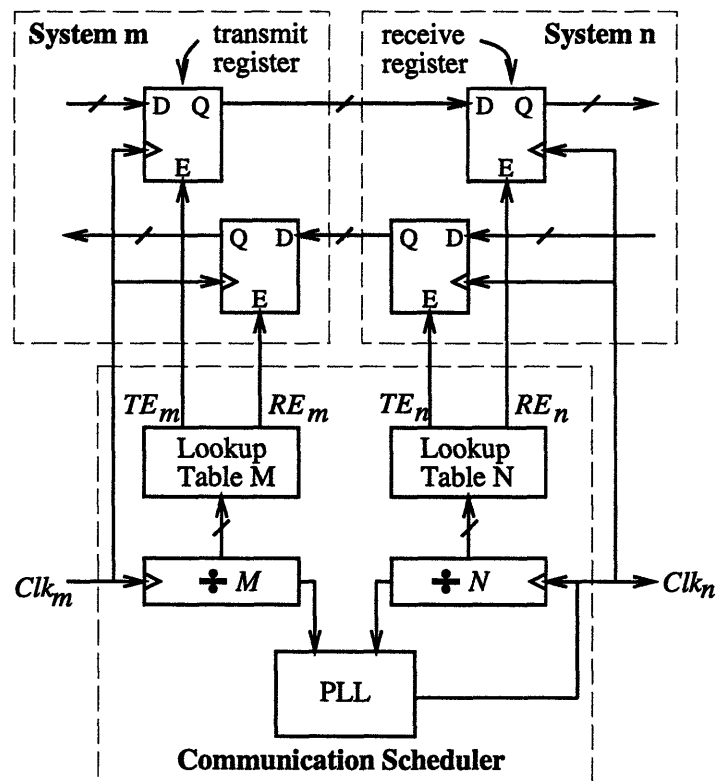 System m
transmit register
receive register
System n
D Q
E
D Q
E
Q D
E
Q D
E
TEm
REm
TEn
REn
Lookup Table M
Lookup Table N
Clkm
÷ M
÷ N
Clkn
PLL
Communication Scheduler